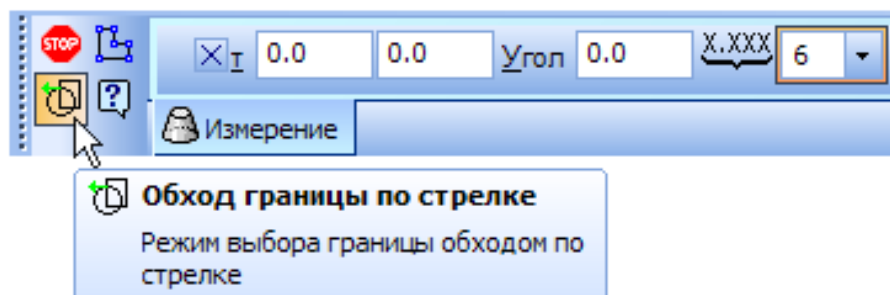 STOP
т 0.0 0.0 Угол 0.0 X.XXX 6
?
Измерение
Обход границы по стрелке
Режим выбора границы обходом по
стрелке